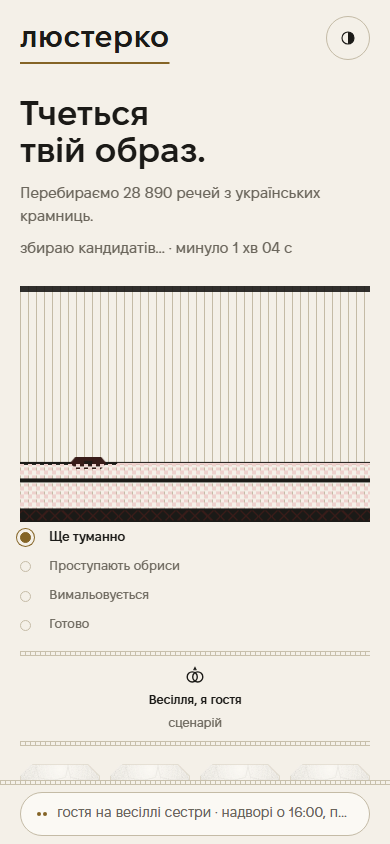 люстерко
Тчеться
твій образ.
Перебираємо 28 890 речей з українських
крамниць.
збираю кандидатів... · минуло 1 хв 04 с
Ще туманно
Проступають обриси
Вимальовується
Готово
Весілля, я гостя
сценарій
гостя на весіллі сестри · надворі о 16:00, п...